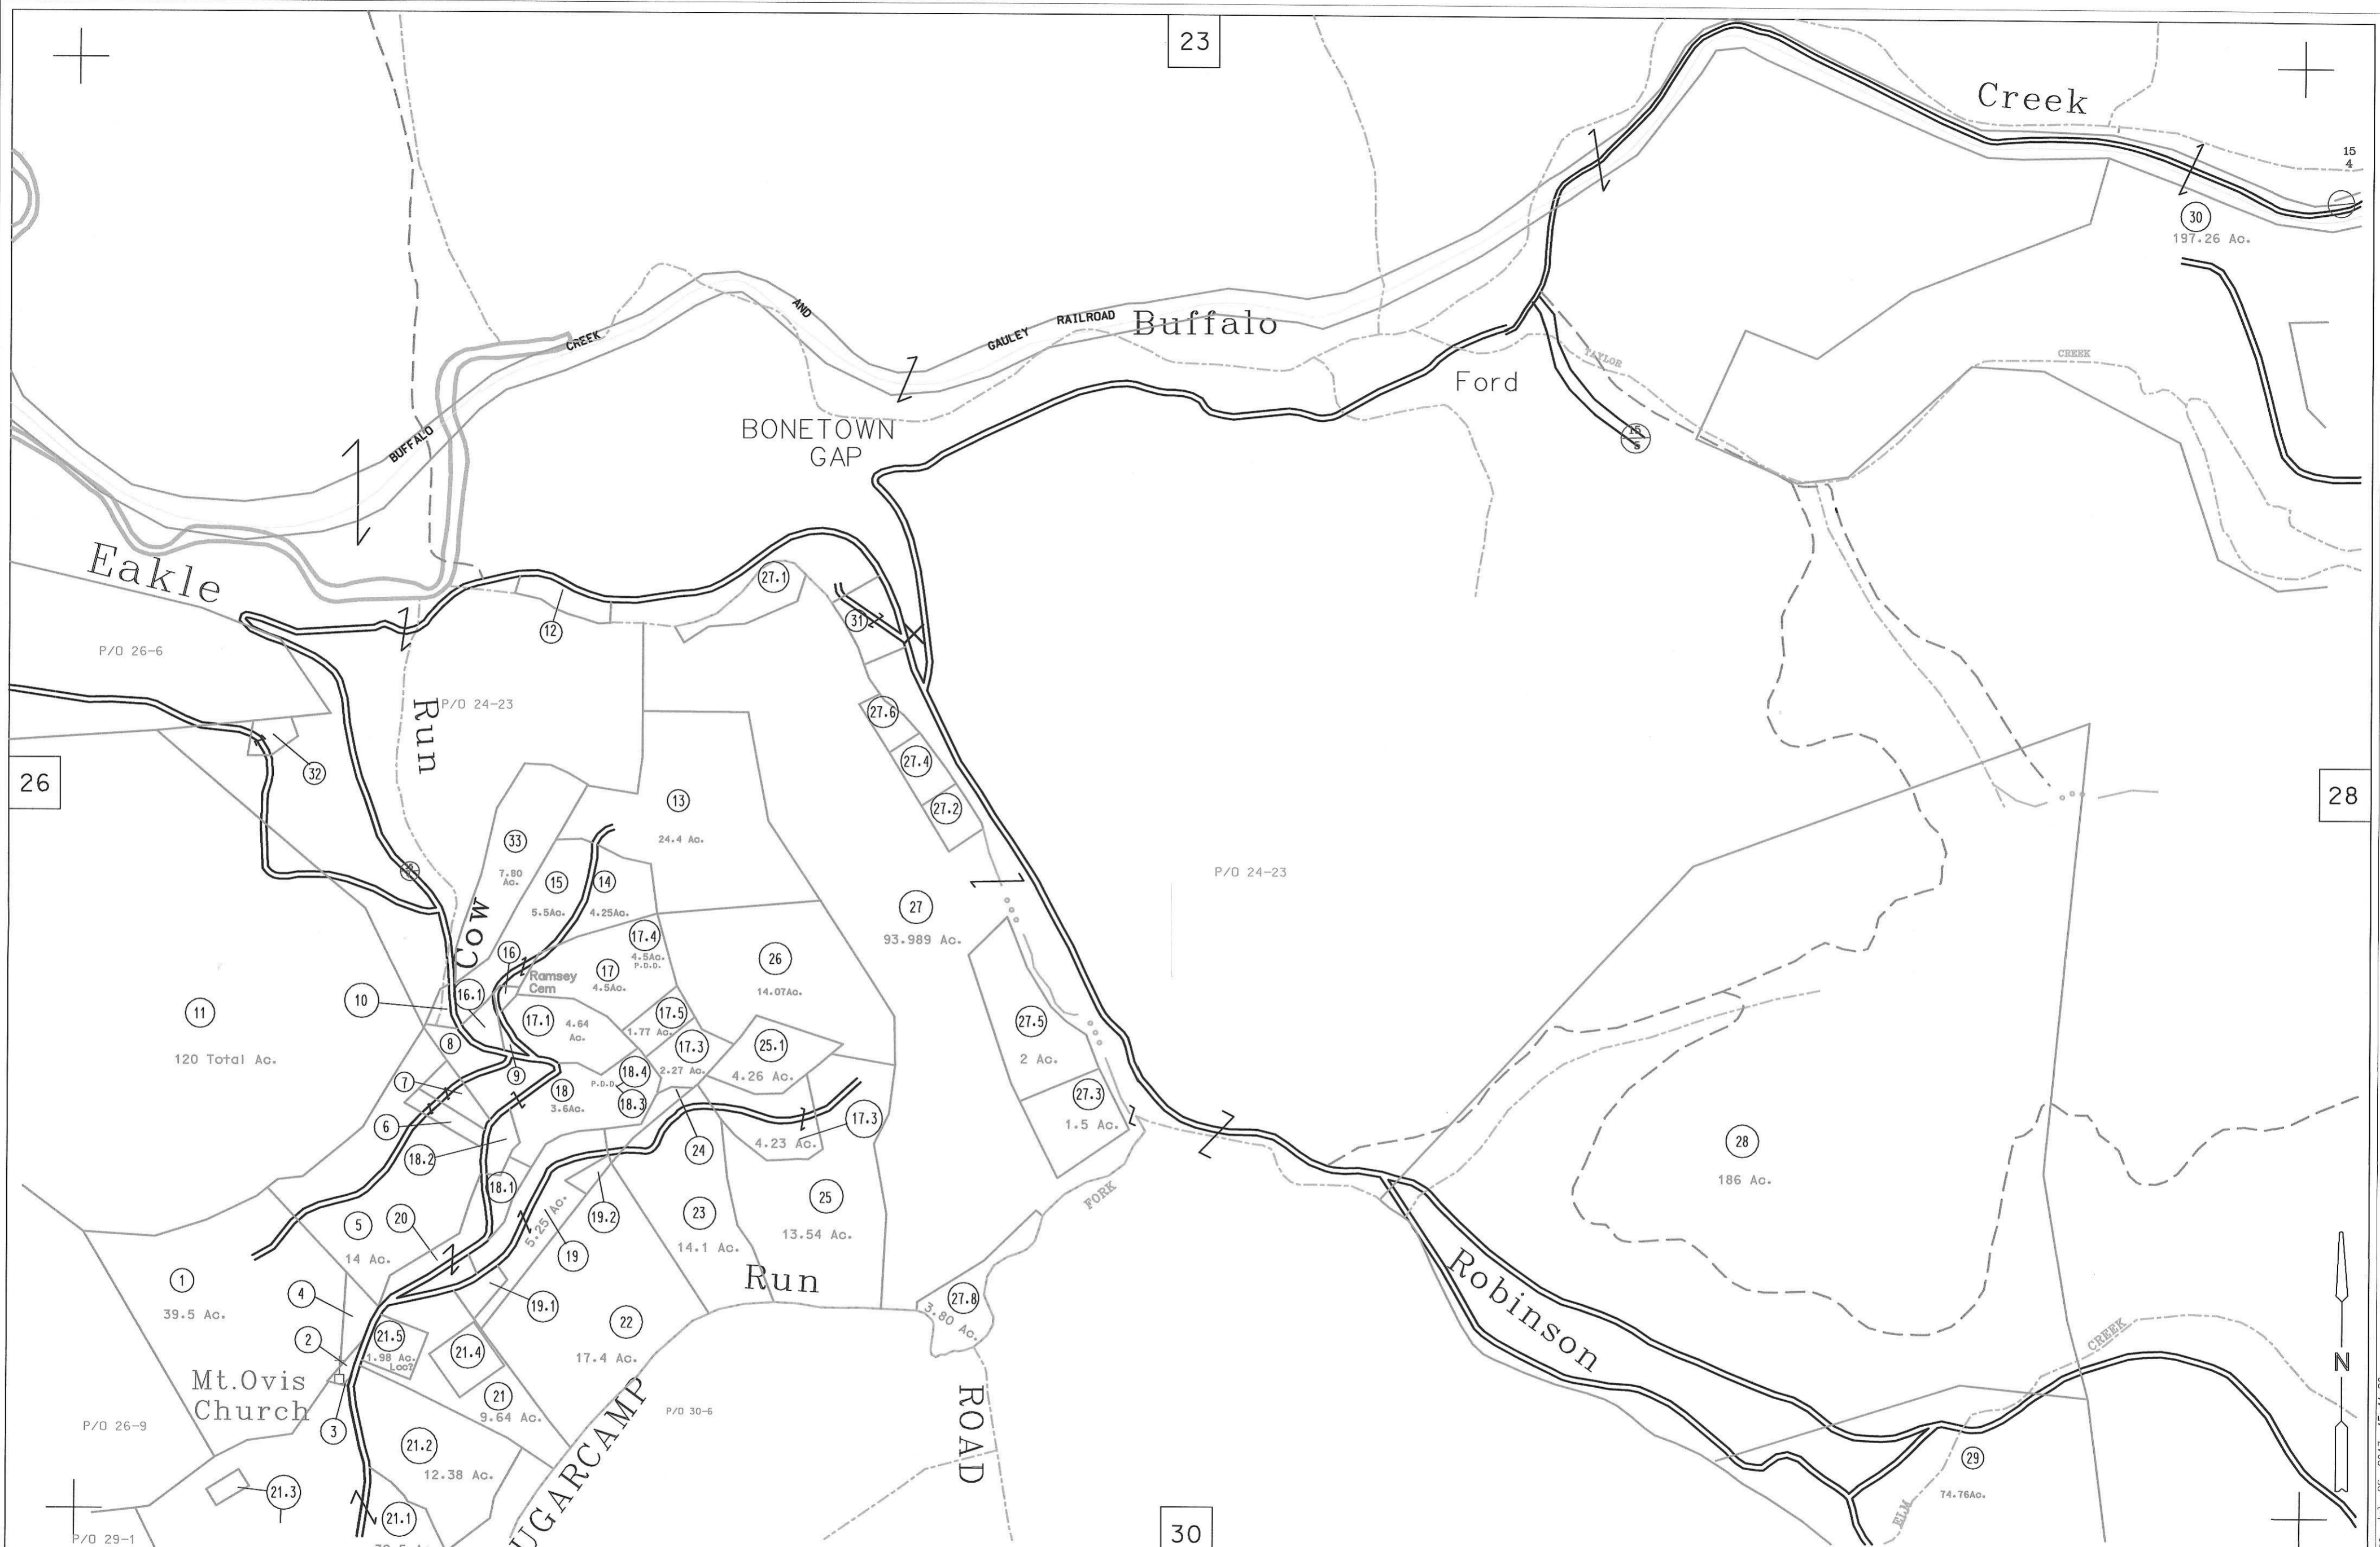 23
Creek
15
4
30
197.26 Ac.
AND
CREEK
GAULEY
RAILROAD
Buffalo
TAYLOR
CREEK
Ford
BUFFALO
BONETOWN
GAP
15
5
Eakle
27.1
12
31
P/O 26-6
Run
P/O 24-23
27.6
32
27.4
26
28
13
27.2
33
24.4 Ac.
7.80
Ac.
15
14
P/O 24-23
5.5Ac.
4.25Ac.
27
Cow
17.4
93.989 Ac.
16
4.5Ac.
P.O.D.
26
Ramsey
Cem
17
4.5Ac.
14.07Ac.
10
16.1
11
17.1
4.64
Ac.
17.5
1.77 Ac.
27.5
8
17.3
25.1
2 Ac.
120 Total Ac.
9
18.4
2.27 Ac.
4.26 Ac.
7
P.O.D.
18
18.3
27.3
3.6Ac.
17.3
1.5 Ac.
6
24
4.23 Ac.
28
18.2
186 Ac.
18.1
FORK
5.25 Ac.
19.2
25
5
20
23
13.54 Ac.
14 Ac.
19
14.1 Ac.
1
Run
Robinson
39.5 Ac.
4
19.1
27.8
3.80 Ac.
22
2
21.5
21.4
17.4 Ac.
CREEK
1.98 Ac.
Loc?
N
Mt.Ovis
Church
21
9.64 Ac.
P/O 26-9
3
P/O 30-6
ROAD
21.2
12.38 Ac.
29
74.76Ac.
21.3
UGARCAMP
ELM
21.1
30
P/O 29-1